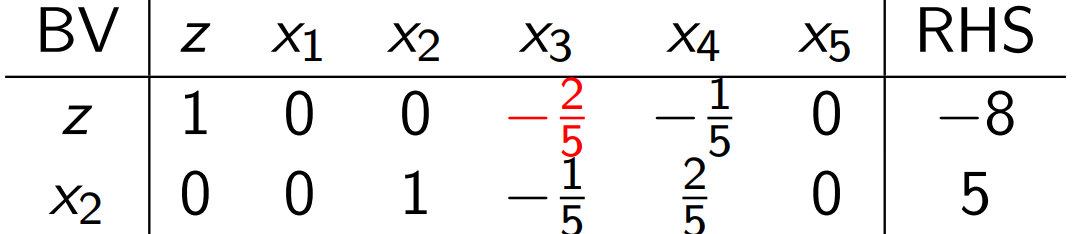 BV z x₁ x₂ x₃ x₄ x₅ RHS
z 1 0 0 −2/5 −1/5 0 −8
x₂ 0 0 1 −1/5 2/5 0 5